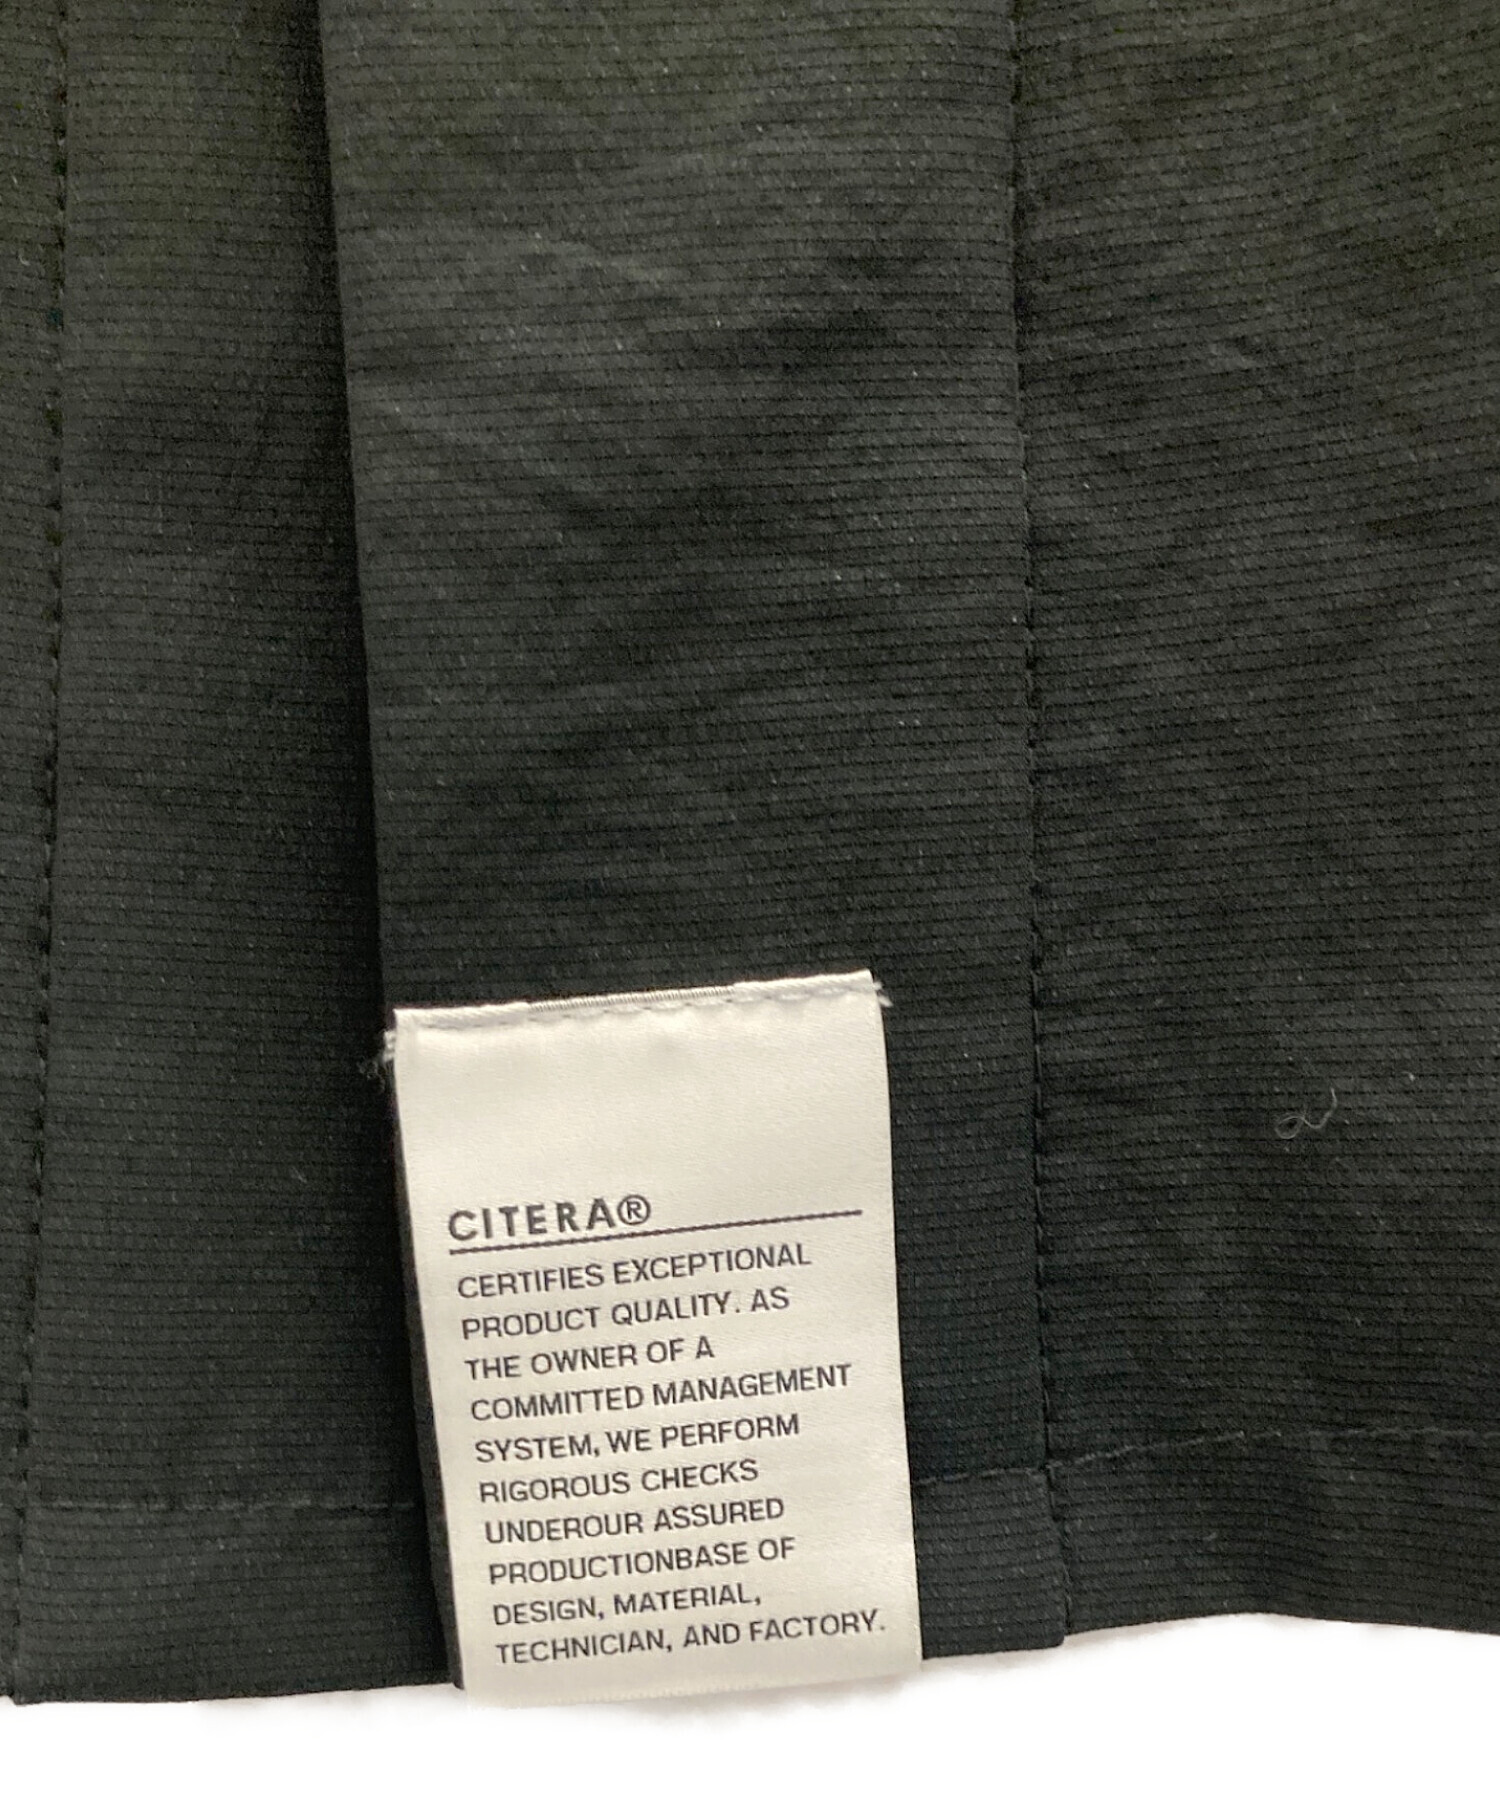 CITERA®
CERTIFIES EXCEPTIONAL
PRODUCT QUALITY. AS
THE OWNER OF A
COMMITTED MANAGEMENT
SYSTEM, WE PERFORM
RIGOROUS CHECKS
UNDEROUR ASSURED
PRODUCTIONBASE OF
DESIGN, MATERIAL,
TECHNICIAN, AND FACTORY.